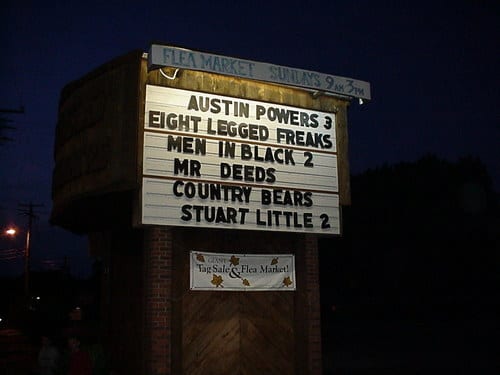 FLEA MARKET SUNDAYS 9AM 3PM
AUSTIN POWERS 3
EIGHT LEGGED FREAKS
MEN IN BLACK 2
MR DEEDS
COUNTRY BEARS
STUART LITTLE 2
GIANT
Tag Sale & Flea Market!